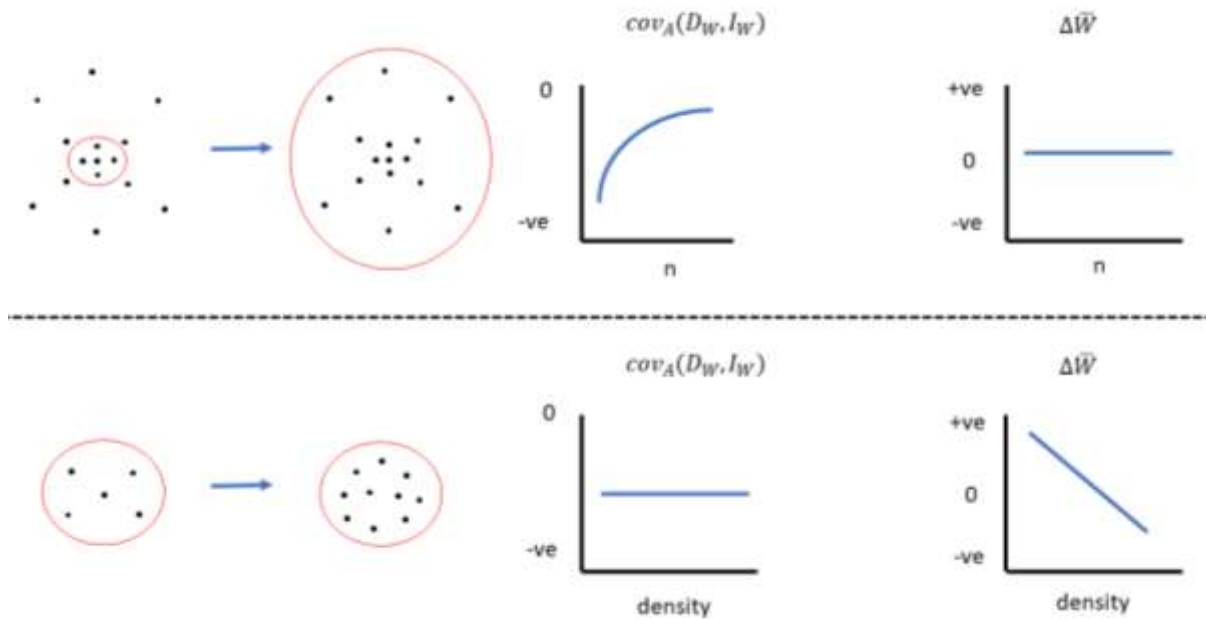 cov_A(D_W, I_W)
ΔW̅
0
-ve
n
+ve
0
-ve
n
cov_A(D_W, I_W)
ΔW̅
0
-ve
density
+ve
0
-ve
density